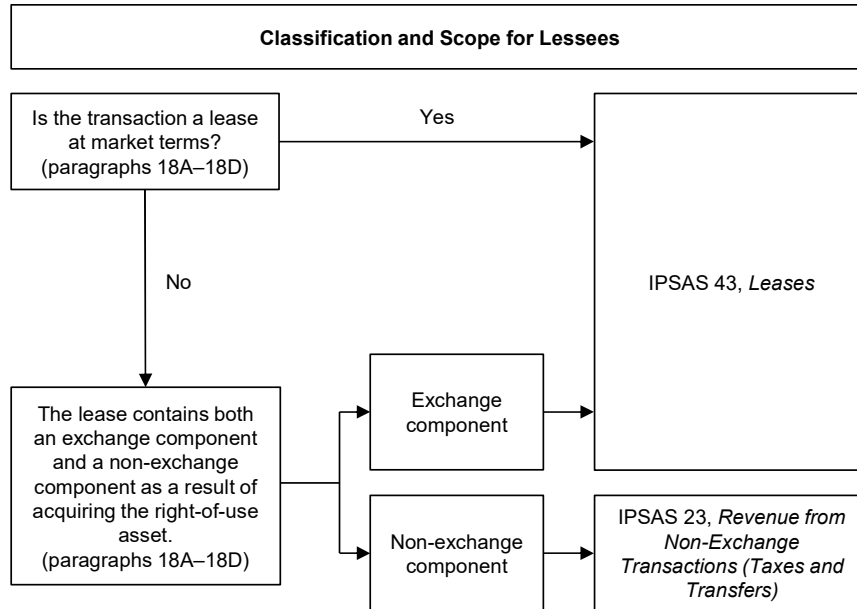 Classification and Scope for Lessees
Is the transaction a lease
at market terms?
(paragraphs 18A–18D)
Yes
No
IPSAS 43, Leases
The lease contains both
an exchange component
and a non-exchange
component as a result of
acquiring the right-of-use
asset.
(paragraphs 18A–18D)
Exchange
component
Non-exchange
component
IPSAS 23, Revenue from
Non-Exchange
Transactions (Taxes and
Transfers)